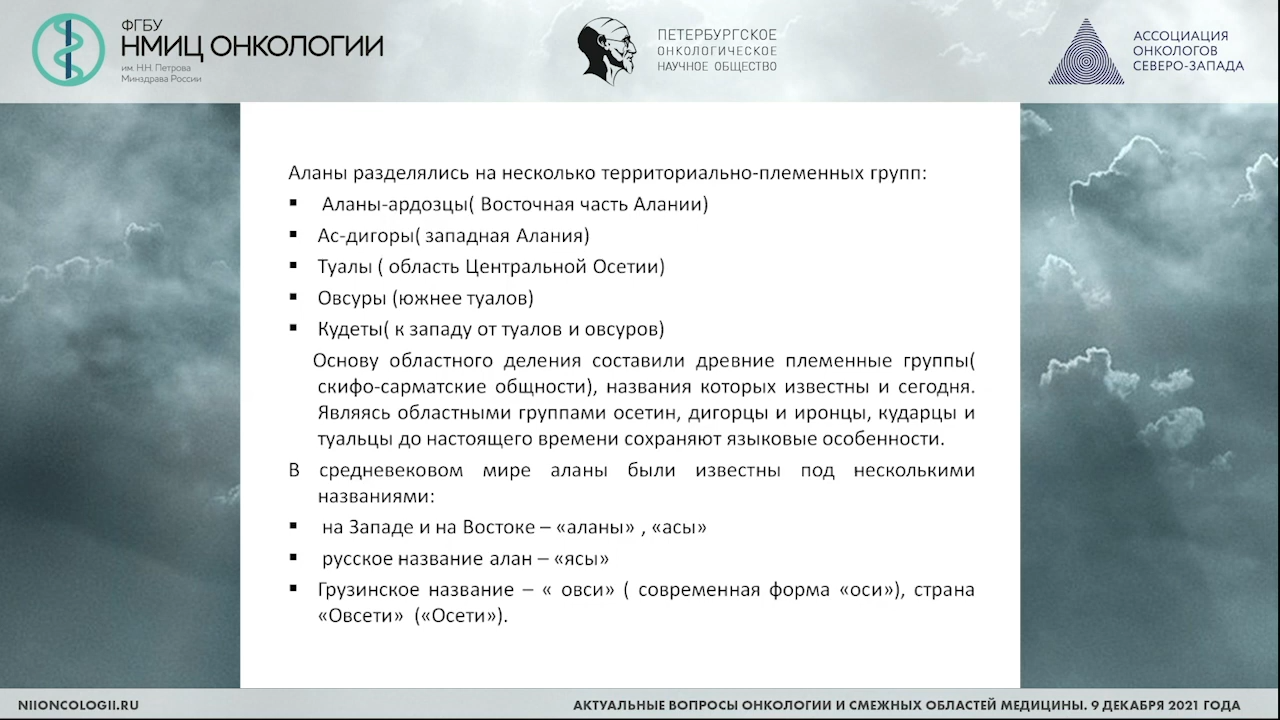 ФГБУ
НМИЦ ОНКОЛОГИИ
им. Н.Н. Петрова
Минздрава России
ПЕТЕРБУРГСКОЕ
ОНКОЛОГИЧЕСКОЕ
НАУЧНОЕ ОБЩЕСТВО
АССОЦИАЦИЯ
ОНКОЛОГОВ
СЕВЕРО-ЗАПАДА
Аланы разделялись на несколько территориально-племенных групп:
▪ Аланы-ардозцы( Восточная часть Алании)
▪ Ас-дигоры( западная Алания)
▪ Туалы ( область Центральной Осетии)
▪ Овсуры (южнее туалов)
▪ Кудеты( к западу от туалов и овсуров)
Основу областного деления составили древние племенные группы(
скифо-сарматские общности), названия которых известны и сегодня.
Являясь областными группами осетин, дигорцы и иронцы, кударцы и
туальцы до настоящего времени сохраняют языковые особенности.
В средневековом мире аланы были известны под несколькими
названиями:
▪ на Западе и на Востоке – «аланы» , «асы»
▪ русское название алан – «ясы»
▪ Грузинское название – « овси» ( современная форма «оси»), страна
«Овсети» («Осети»).
NIIONCOLOGII.RU
АКТУАЛЬНЫЕ ВОПРОСЫ ОНКОЛОГИИ И СМЕЖНЫХ ОБЛАСТЕЙ МЕДИЦИНЫ. 9 ДЕКАБРЯ 2021 ГОДА